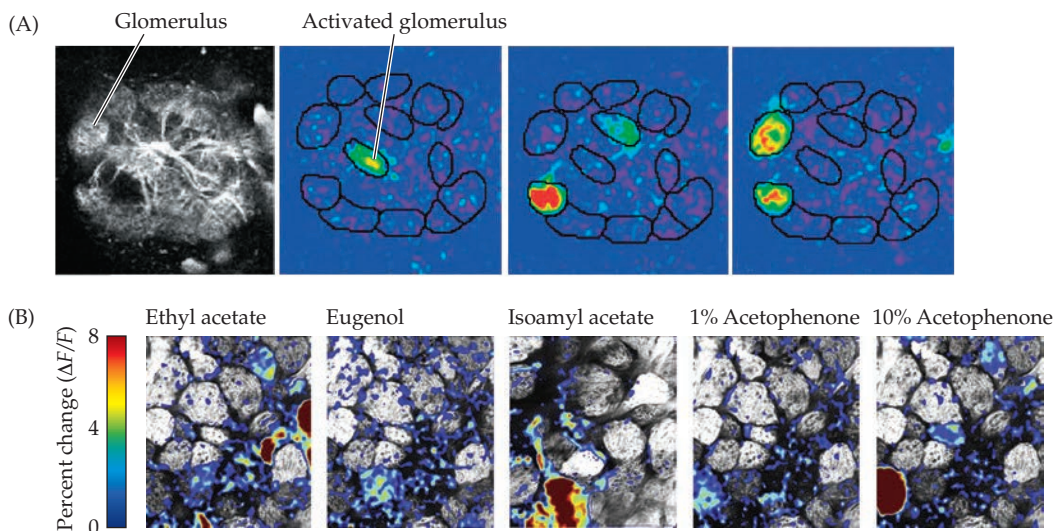 (A)
Glomerulus
Activated glomerulus
(B)
Ethyl acetate
Eugenol
Isoamyl acetate
1% Acetophenone
10% Acetophenone
Percent change (ΔF/F)
8
4
0